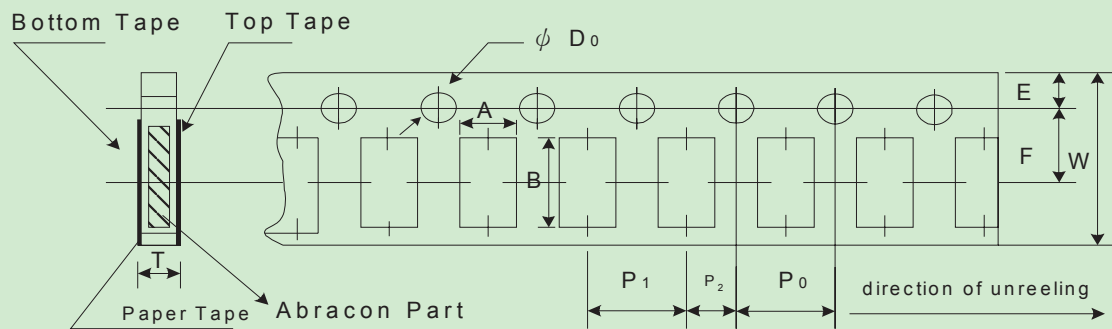 Bottom Tape
Top Tape
ϕ D0
E
A
F
W
B
T
P1
P2
P0
direction of unreeling
Paper Tape
Abracon Part